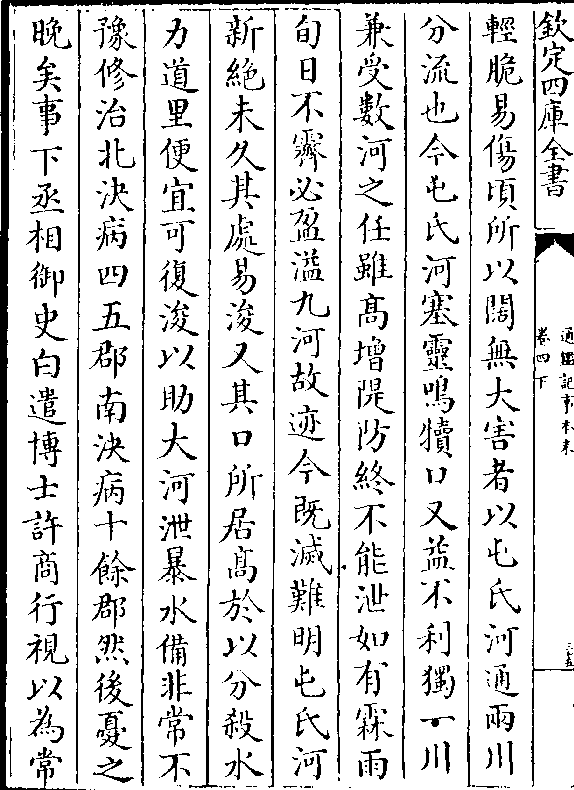 欽定四庫全書
通鑑記事本末
卷四下
輕脆易傷頃所以闊無大害者以屯氏河通兩川
分流也今屯氏河塞靈鳴犢口又益不利獨一川
兼受數河之任雖高增隄防終不能泄如有霖雨
旬日不霽必盈溢九河故迹今既滅難明屯氏河
新絶未久其處易浚又其口所居高於以分殺水
力道里便宜可復浚以助大河泄暴水備非常不
豫修治北決病四五郡南決病十餘郡然後憂之
晚矣事下丞相御史白遣博士許商行視以為常